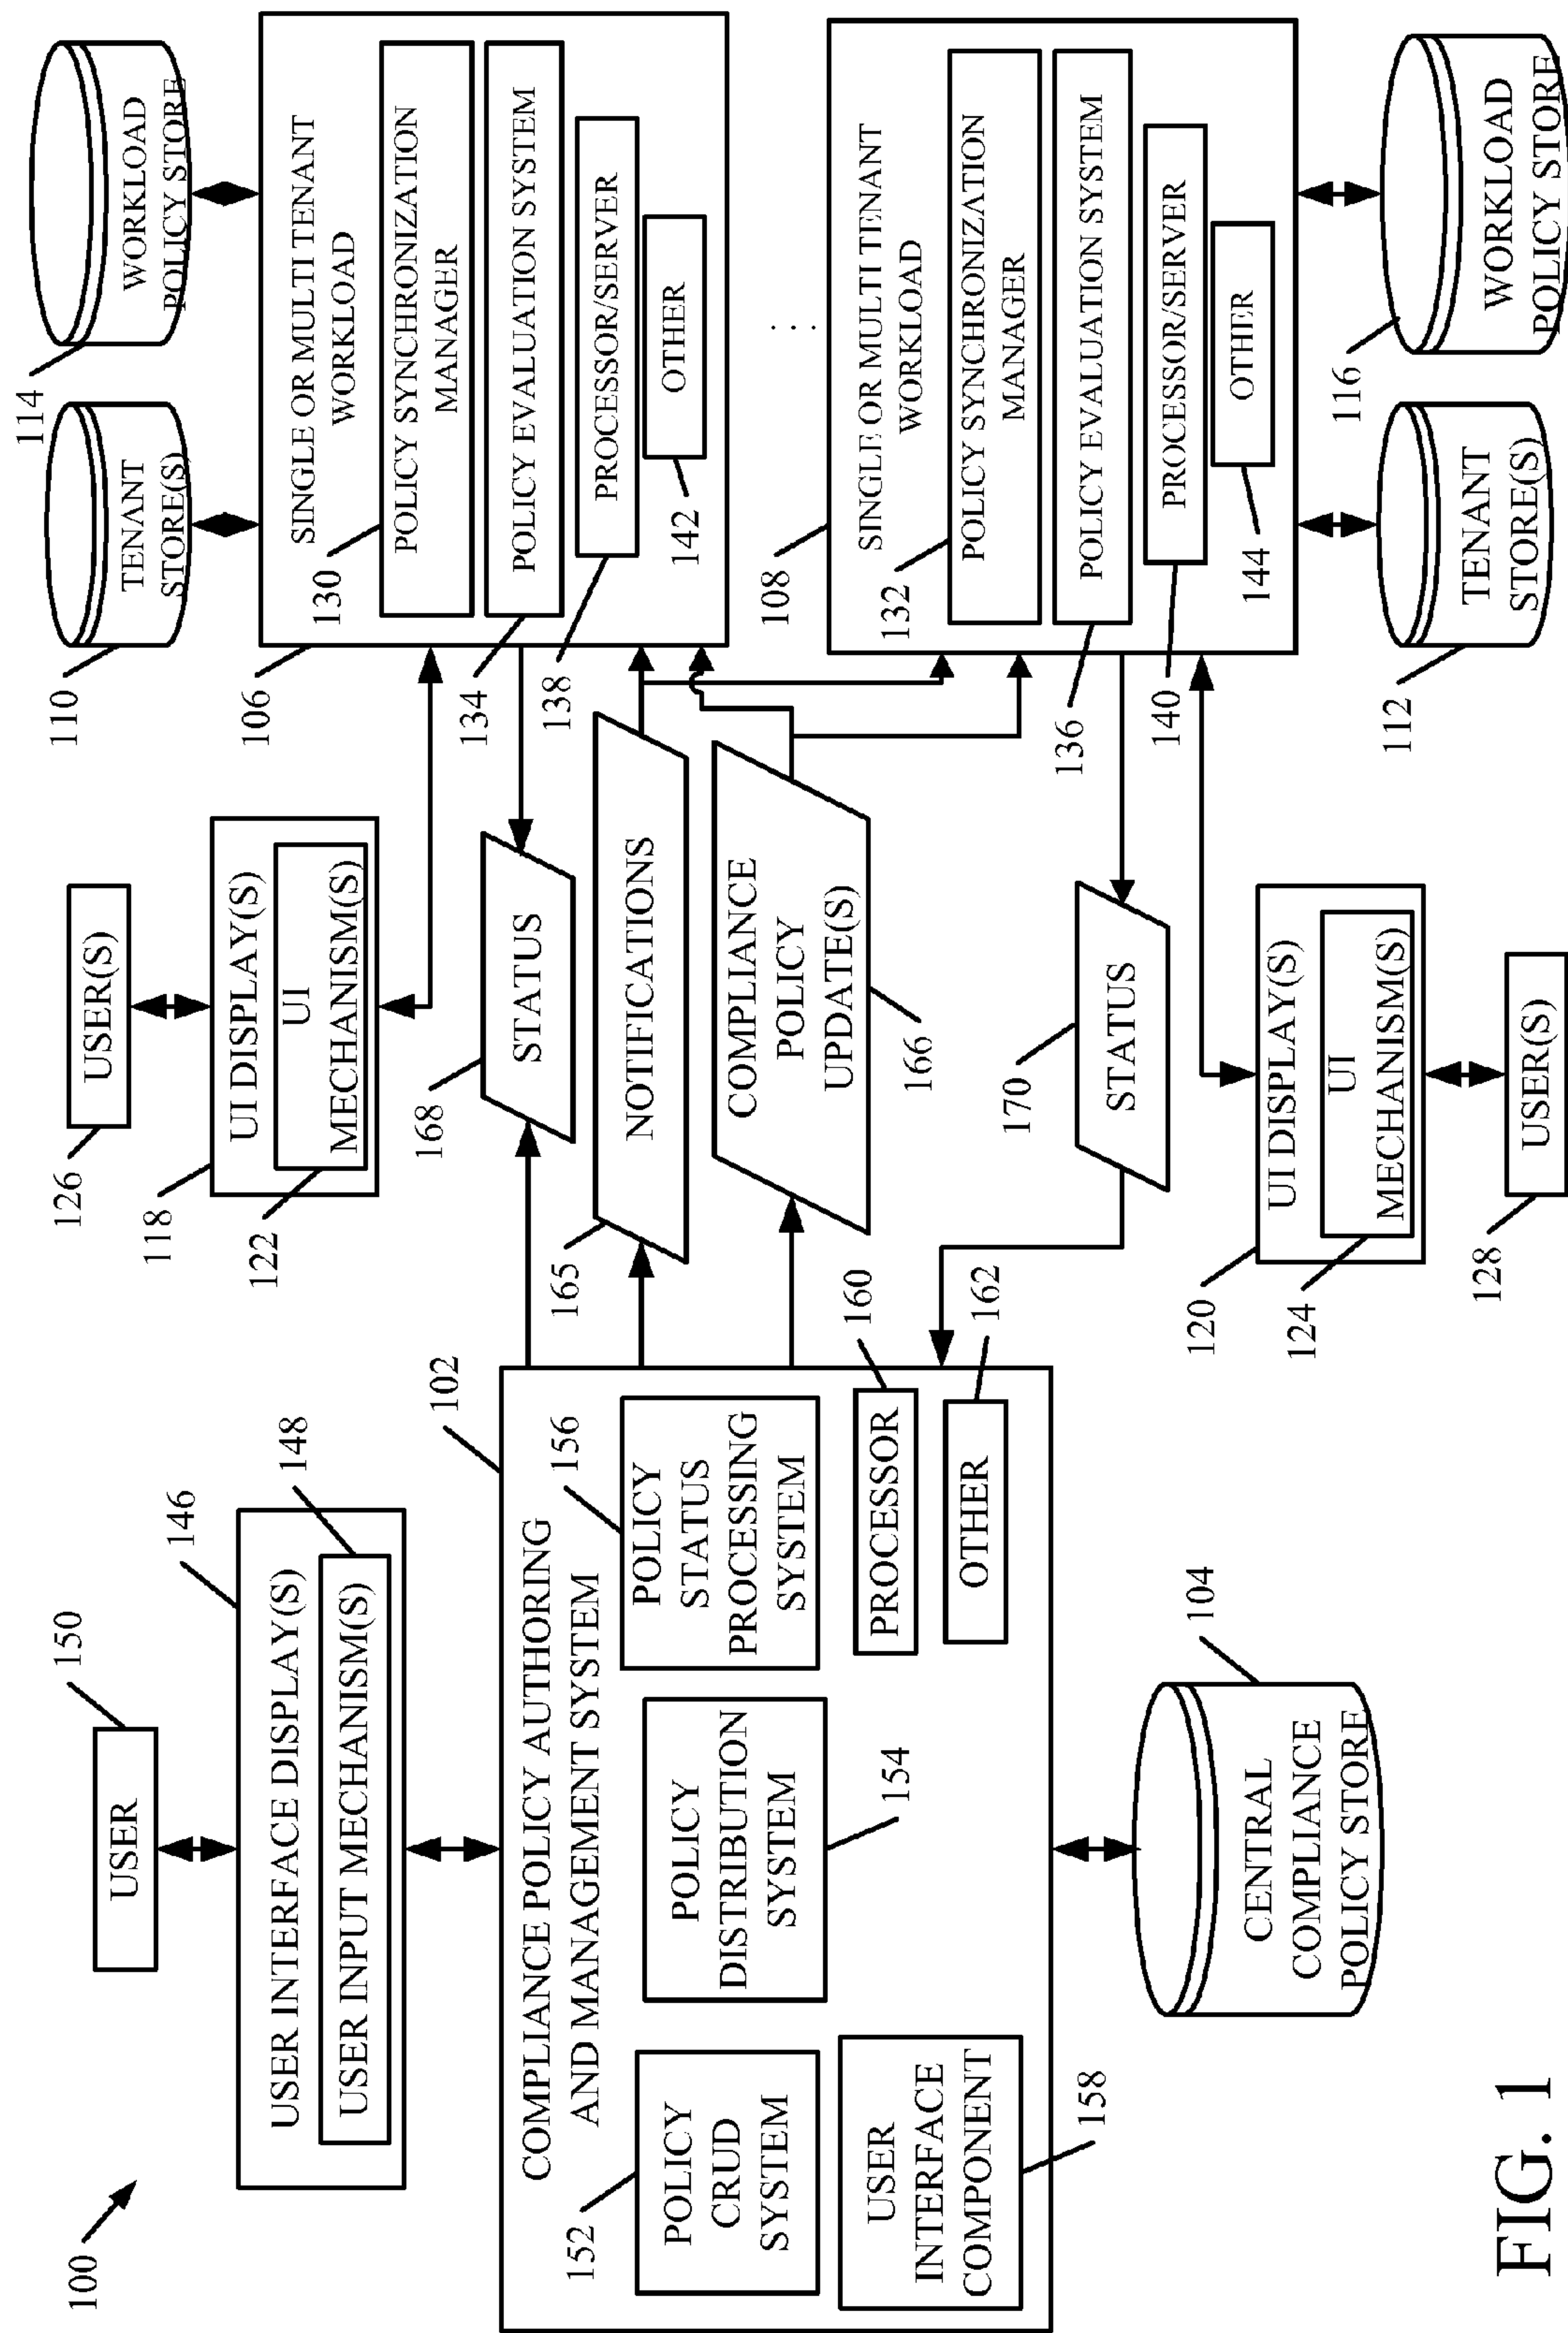 100
150
USER
146
USER INTERFACE DISPLAY(S)
148
USER INPUT MECHANISM(S)
102
COMPLIANCE POLICY AUTHORING
AND MANAGEMENT SYSTEM
152
POLICY
CRUD
SYSTEM
POLICY
DISTRIBUTION
SYSTEM
154
156
POLICY
STATUS
PROCESSING
SYSTEM
USER
INTERFACE
COMPONENT
158
160
PROCESSOR
162
OTHER
104
CENTRAL
COMPLIANCE
POLICY STORE
126
USER(S)
118
UI DISPLAY(S)
122
UI
MECHANISM(S)
168
STATUS
165
NOTIFICATIONS
COMPLIANCE
POLICY
UPDATE(S)
166
170
STATUS
120
UI DISPLAY(S)
124
UI
MECHANISM(S)
128
USER(S)
110
TENANT
STORE(S)
114
WORKLOAD
POLICY STORE
106
SINGLE OR MULTI TENANT
WORKLOAD
130
POLICY SYNCHRONIZATION
MANAGER
134
POLICY EVALUATION SYSTEM
138
PROCESSOR/SERVER
142
OTHER
. . .
108
SINGLE OR MULTI TENANT
WORKLOAD
132
POLICY SYNCHRONIZATION
MANAGER
136
POLICY EVALUATION SYSTEM
140
PROCESSOR/SERVER
144
OTHER
112
TENANT
STORE(S)
116
WORKLOAD
POLICY STORE
FIG. 1